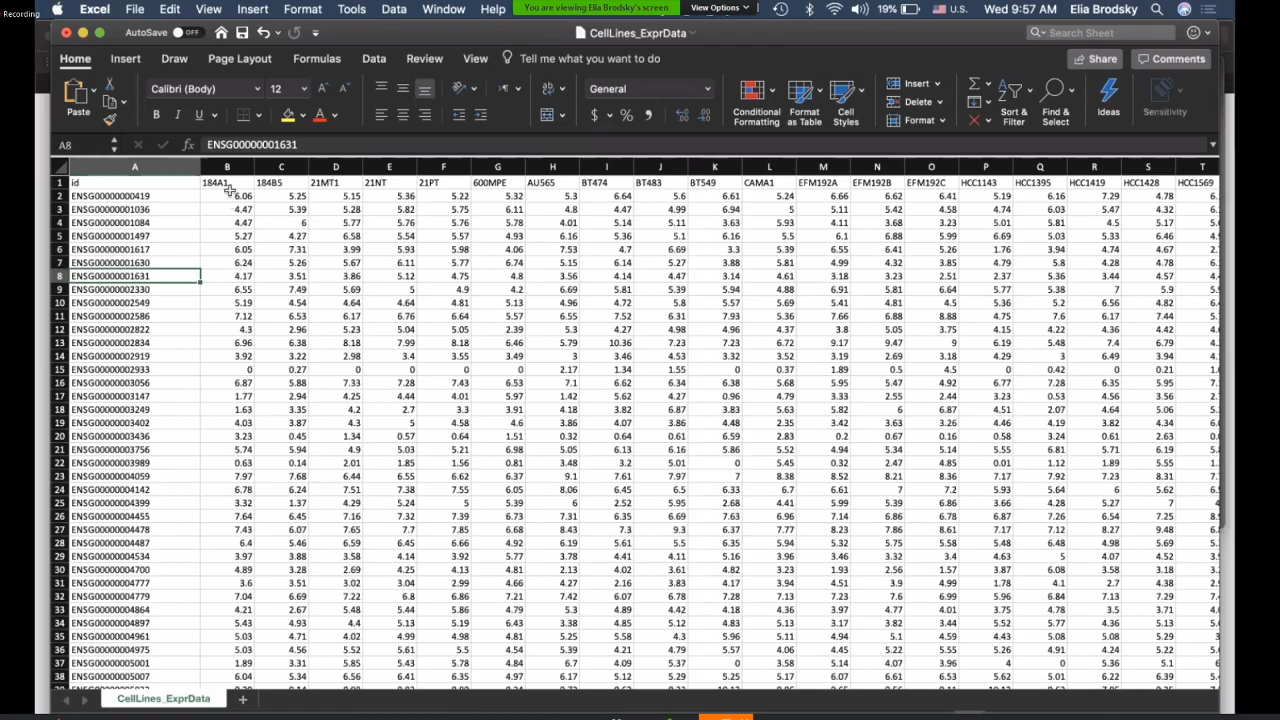 Recording
Excel File Edit View Insert Format Tools Data Window Help You are viewing Elia Brodsky's screen View Options 19% U.S. Wed 9:57 AM Elia Brodsky
AutoSave OFF CellLines_ExprData Search Sheet
Home Insert Draw Page Layout Formulas Data Review View Tell me what you want to do Share Comments
Calibri (Body) 12 General Insert Delete Format
Paste B I U A $ % Conditional Formatting Format as Table Cell Styles Sort & Filter Find & Select Ideas Sensitivity
A8 fx ENSG00000001631
A B C D E F G H I J K L M N O P Q R S T
1 id 184A1 184B5 21MT1 21NT 21PT 600MPE AU565 BT474 BT483 BT549 CAMA1 EFM192A EFM192B EFM192C HCC1143 HCC1395 HCC1419 HCC1428 HCC1569
2 ENSG00000000419 6.06 5.25 5.15 5.36 5.22 5.32 5.3 6.64 5.6 6.61 5.24 6.66 6.62 6.41 5.19 6.16 7.29 4.78
3 ENSG00000001036 4.47 5.39 5.28 5.82 5.75 6.11 4.8 4.47 4.99 6.94 5 5.11 5.42 4.58 4.74 6.03 5.47 4.32
4 ENSG00000001084 4.47 6 5.77 5.76 5.76 5.78 4.01 5.14 5.11 3.63 5.93 4.11 3.68 3.23 5.01 5.81 4.5 5.17
5 ENSG00000001497 5.27 4.27 6.58 5.54 5.57 4.93 6.16 5.36 5.1 6.16 5.5 6.1 6.88 5.99 6.69 5.03 5.33 6.46
6 ENSG00000001617 6.05 7.31 3.99 5.93 5.98 4.06 7.53 4.7 6.69 3.3 5.39 6.55 6.41 5.26 1.76 3.94 4.74 4.67
7 ENSG00000001630 6.24 5.26 5.67 6.11 5.77 6.74 5.15 6.14 5.27 3.88 5.81 4.99 4.32 3.85 4.79 5.8 4.28 4.78
8 ENSG00000001631 4.17 3.51 3.86 5.12 4.75 4.8 3.56 4.14 4.47 3.14 4.61 3.18 3.23 2.51 2.37 5.36 3.44 4.57
9 ENSG00000002330 6.55 7.49 5.69 5 4.9 4.2 6.69 5.81 5.39 5.94 4.88 6.91 5.81 6.64 5.77 5.38 7 5.9
10 ENSG00000002549 5.19 4.54 4.64 4.64 4.81 5.13 4.96 4.72 5.8 5.57 5.69 5.41 4.81 4.5 5.36 5.2 6.56 4.82
11 ENSG00000002586 7.12 6.53 6.17 6.76 6.64 7.57 6.55 7.52 6.31 7.93 5.36 7.66 6.88 8.88 4.75 7.6 6.17 7.44
12 ENSG00000002822 4.3 2.96 5.23 5.04 5.05 2.39 5.3 4.27 4.98 4.96 4.37 3.8 5.09 3.75 4.15 4.22 4.36 4.42
13 ENSG00000002834 6.96 6.38 8.18 7.99 8.18 6.46 5.79 10.36 7.23 7.23 6.72 9.17 9.47 9 6.19 5.48 7.4 6.79
14 ENSG00000002919 3.92 3.22 2.98 3.4 3.55 3.49 3 4.46 4.53 3.32 3.52 3.19 2.69 3.18 4.29 3 6.49 3.94
15 ENSG00000002933 0 0.27 0 0 0 0 2.17 1.34 1.55 0 0.37 1.89 0.5 4.5 0 0.42 0 0.21
16 ENSG00000003056 6.87 5.88 7.33 7.28 7.43 6.53 7.1 6.62 6.34 6.38 5.68 5.95 5.47 4.92 6.77 7.28 6.35 5.95
17 ENSG00000003147 1.77 2.94 4.25 4.44 4.01 5.97 1.42 5.62 4.27 0.96 4.79 3.33 2.55 2.44 3.23 0.53 4.56 3.56
18 ENSG00000003249 1.63 3.35 4.2 2.7 3.3 3.91 4.18 3.82 6.87 3.83 5.63 5.82 6 6.87 4.51 2.07 4.64 5.06
19 ENSG00000003402 4.03 3.87 4.3 5 4.58 4.6 3.71 3.86 3.86 4.48 2.35 3.42 3.63 3.26 4.46 4.19 3.82 4.34
20 ENSG00000003436 3.23 0.45 1.34 0.57 0.64 1.51 0.32 0.64 0.61 6.59 2.83 0.2 0.67 0.16 0.58 3.24 0.61 2.63
21 ENSG00000003756 5.74 5.94 4.9 5.03 5.21 6.98 5.05 6.13 6.16 5.86 5.52 4.94 5.34 5.14 5.55 6.81 5.71 6.19
22 ENSG00000003989 0.63 0.14 2.01 1.85 1.56 0.81 3.48 3.2 5.01 0 5.45 0.32 2.47 4.85 0.01 1.12 1.89 5.55
23 ENSG00000004059 7.97 7.68 6.44 6.55 6.62 6.37 9.1 7.61 7.97 7 8.38 8.52 8.21 8.36 7.17 7.92 7.23 8.31
24 ENSG00000004142 6.78 6.24 7.51 7.38 7.55 6.05 8.06 6.45 6.5 6.33 6.7 6.61 7 7.2 5.93 5.64 6 5.62
25 ENSG00000004399 3.32 1.37 4.29 5.24 5 5.39 6 2.52 5.95 2.68 4.41 5.99 5.39 6.86 3.66 4.28 5.27 7
26 ENSG00000004455 7.64 6.45 7.16 7.32 7.39 7.73 7.31 6.35 6.69 7.63 6.96 7.14 6.86 6.78 6.87 7.26 6.54 7.25
27 ENSG00000004478 7.43 6.07 7.65 7.7 7.85 6.68 8.43 7.3 9.3 6.37 7.77 8.23 7.86 8.61 7.17 7.12 8.27 9.48
28 ENSG00000004487 6.4 5.46 6.59 6.45 6.66 4.92 6.19 5.61 5.5 6.64 5.94 5.32 5.75 5.58 5.48 6.48 4.98 5.63
29 ENSG00000004534 3.97 3.88 3.58 4.14 3.92 5.77 3.78 4.41 4.11 5.16 3.96 3.46 3.32 3.4 5.39 5 4.07 4.52
30 ENSG00000004700 4.89 3.69 2.69 4.25 4.13 4.81 2.13 4.02 3.61 4.82 3.23 1.93 2.56 1.57 3.87 6.08 3.58 3.18
31 ENSG00000004777 3.6 3.51 3.02 3.44 2.99 4.66 4.27 2.16 3.83 4.17 3.61 4.9 3.9 4.93 1.78 4.1 2.7 4.38
32 ENSG00000004779 7.04 6.69 7.22 6.8 6.86 7.21 7.42 6.07 6.78 7.28 7.13 7.23 7.6 6.72 5.96 6.84 7.13 7.29
33 ENSG00000004864 4.21 2.67 5.48 5.44 5.44 4.79 5.3 4.89 4.42 4.18 4.36 3.97 4.77 4.01 5.23 5.08 3.5 3.71
34 ENSG00000004897 5.43 4.93 4.4 5.13 5.19 5.21 6.15 5.33 4.96 5.13 5.34 3.17 3.82 3.44 5.52 5.77 4.36 5.13
35 ENSG00000004961 5.03 4.71 4.02 4.99 4.98 4.81 5.25 5.58 4.3 5.96 5.11 4.94 5.1 4.95 5.08 5.08 5.29
36 ENSG00000004975 5.03 4.56 5.52 5.61 5.5 4.54 5.39 4.21 4.79 5.57 4.06 4.45 5.22 5.55 5.26 4.91 4.24 5.22
37 ENSG00000005001 1.89 3.31 5.85 5.43 5.78 4.84 6.7 4.09 5.37 0 3.58 5.14 4.07 3.96 4 0 5.36 5.1
38 ENSG00000005007 6.04 5.34 6.56 6.41 6.35 4.97 6.17 5.12 5.29 5.25 5.17 5.43 5.67 5.63 5.62 5.01 6.22 6.39
CellLines_ExprData